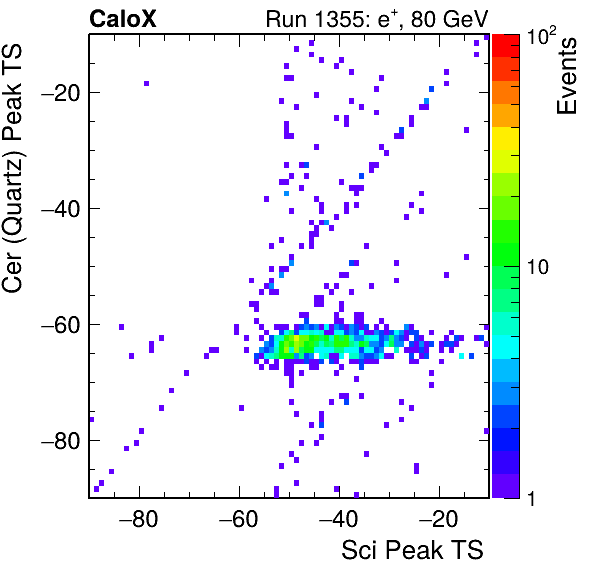 CaloX
Run 1355: e+, 80 GeV
Cer (Quartz) Peak TS
−20
−40
−60
−80
−80
−60
−40
−20
Sci Peak TS
10²
10
1
Events